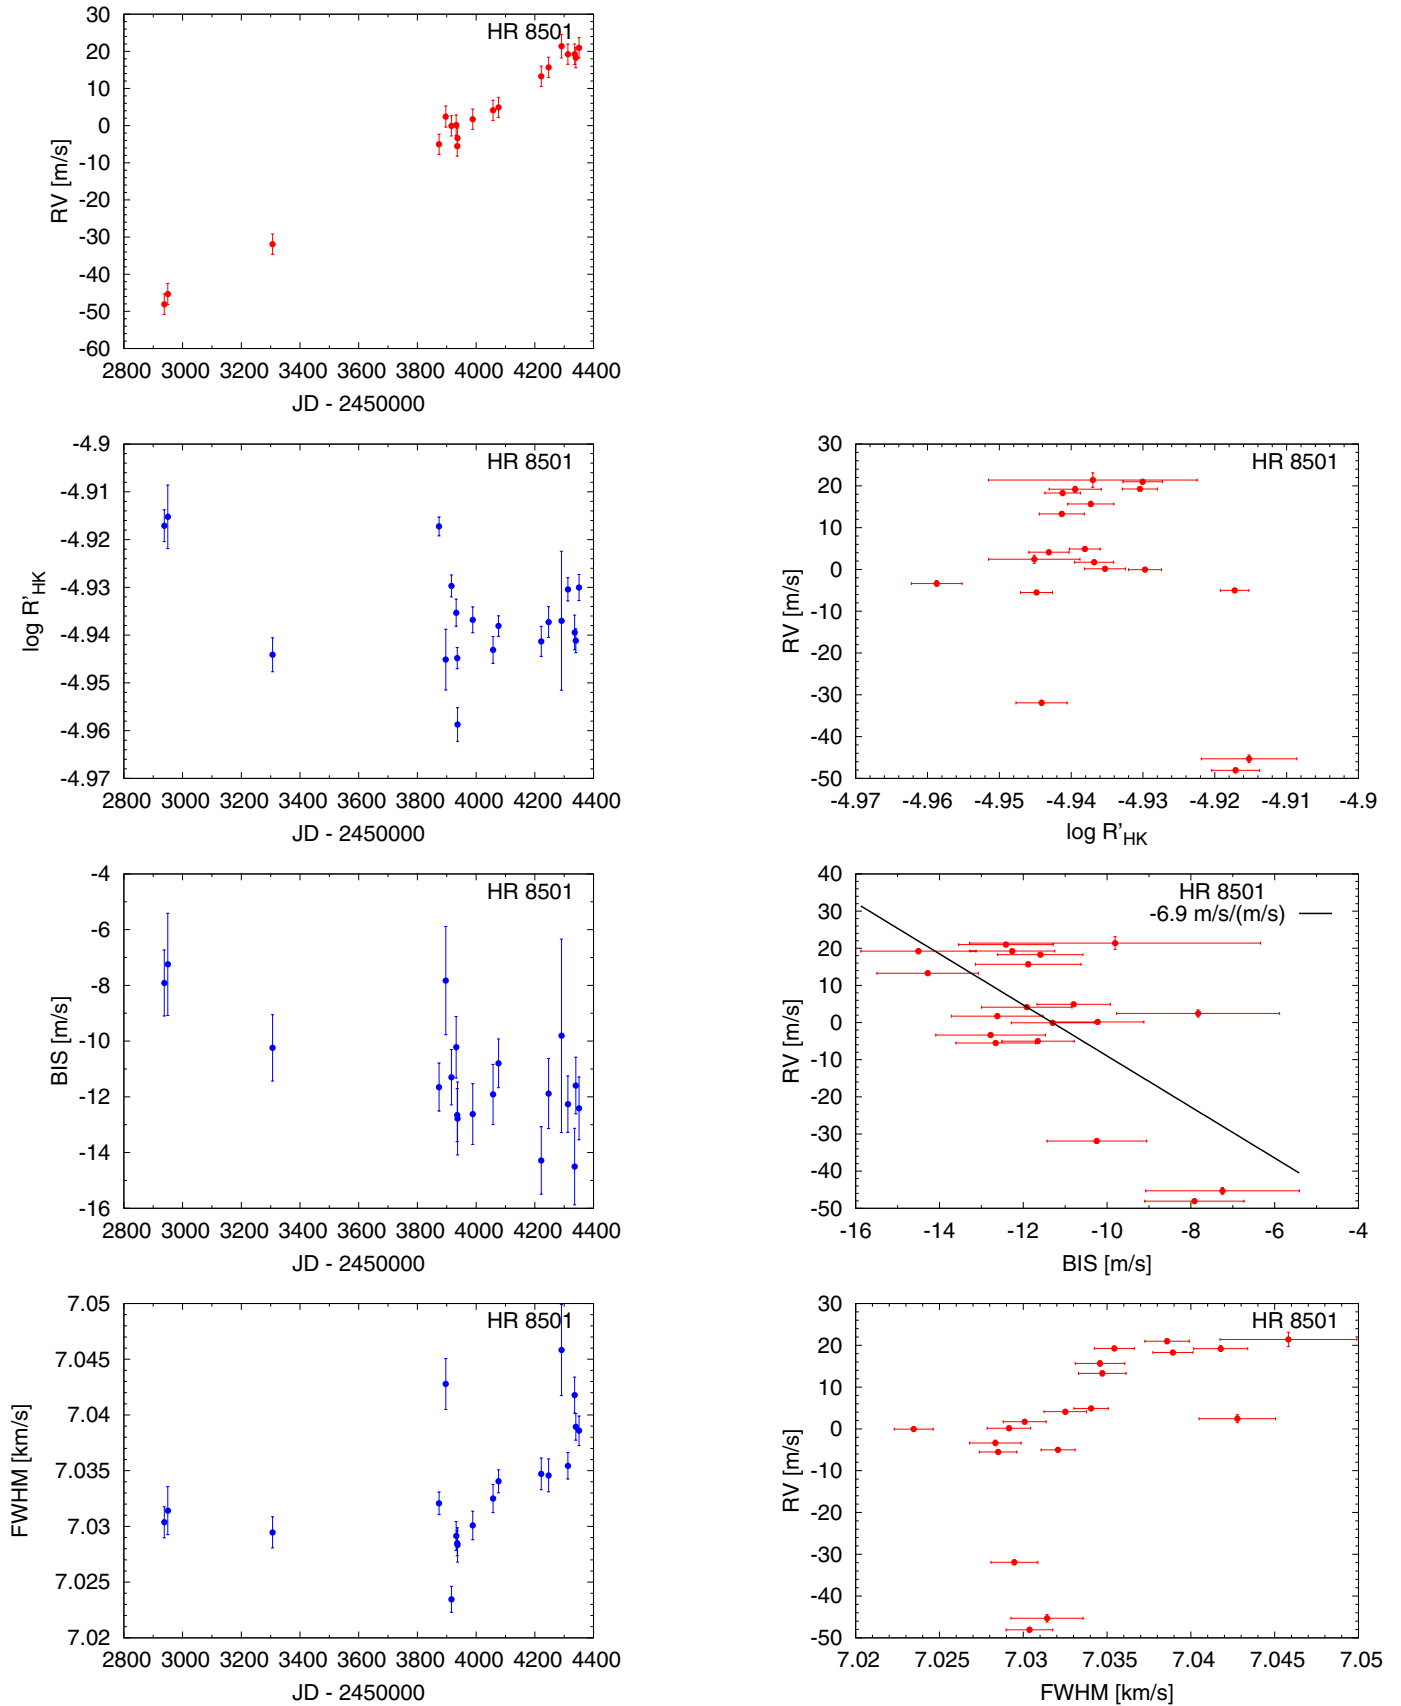 HR 8501
30
20
10
0
-10
-20
-30
-40
-50
-60
RV [m/s]
2800 3000 3200 3400 3600 3800 4000 4200 4400
JD - 2450000
HR 8501
-4.9
-4.91
-4.92
-4.93
-4.94
-4.95
-4.96
-4.97
log R'HK
2800 3000 3200 3400 3600 3800 4000 4200 4400
JD - 2450000
HR 8501
30
20
10
0
-10
-20
-30
-40
-50
RV [m/s]
-4.97 -4.96 -4.95 -4.94 -4.93 -4.92 -4.91 -4.9
log R'HK
HR 8501
-4
-6
-8
-10
-12
-14
-16
BIS [m/s]
2800 3000 3200 3400 3600 3800 4000 4200 4400
JD - 2450000
HR 8501
-6.9 m/s/(m/s)
40
30
20
10
0
-10
-20
-30
-40
-50
RV [m/s]
-16 -14 -12 -10 -8 -6 -4
BIS [m/s]
HR 8501
7.05
7.045
7.04
7.035
7.03
7.025
7.02
FWHM [km/s]
2800 3000 3200 3400 3600 3800 4000 4200 4400
JD - 2450000
HR 8501
30
20
10
0
-10
-20
-30
-40
-50
RV [m/s]
7.02 7.025 7.03 7.035 7.04 7.045 7.05
FWHM [km/s]